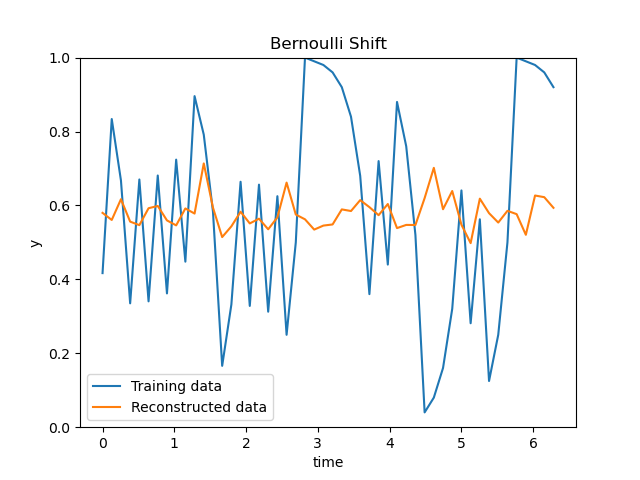 Bernoulli Shift
1.0
0.8
0.6
0.4
0.2
0.0
y
Training data
Reconstructed data
0 1 2 3 4 5 6
time